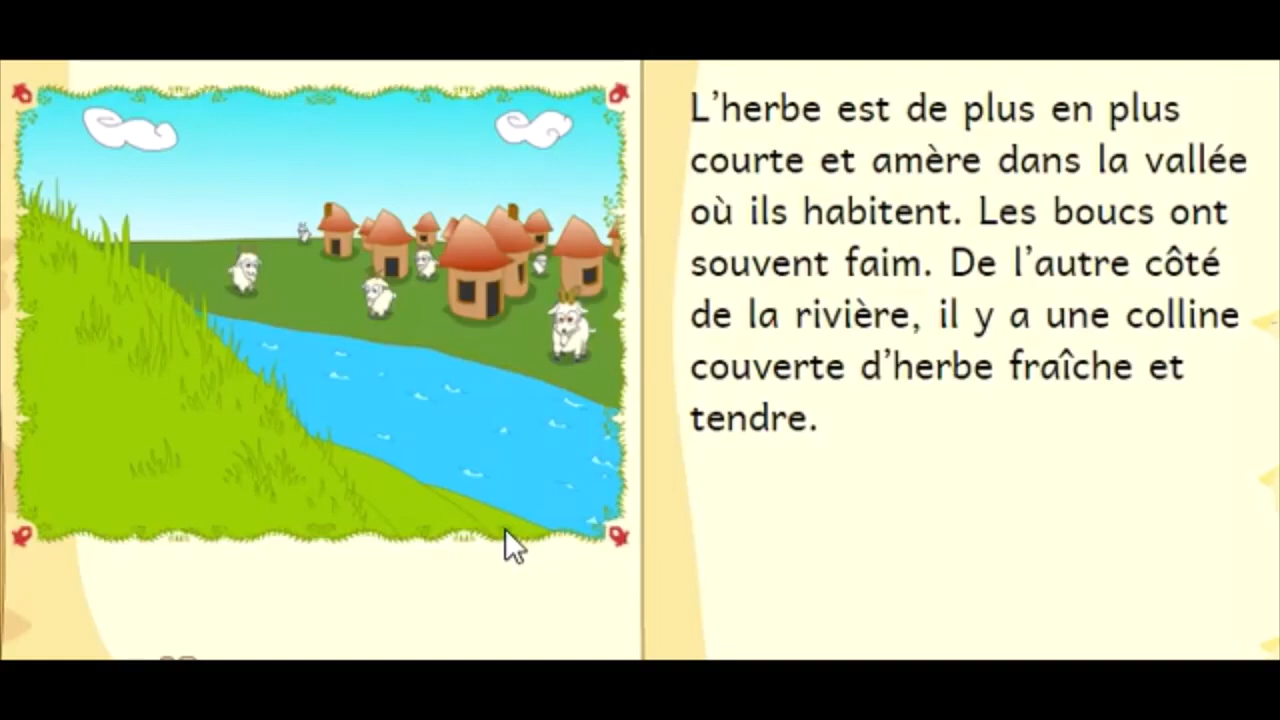 L'herbe est de plus en plus
courte et amère dans la vallée
où ils habitent. Les boucs ont
souvent faim. De l'autre côté
de la rivière, il y a une colline
couverte d'herbe fraîche et
tendre.